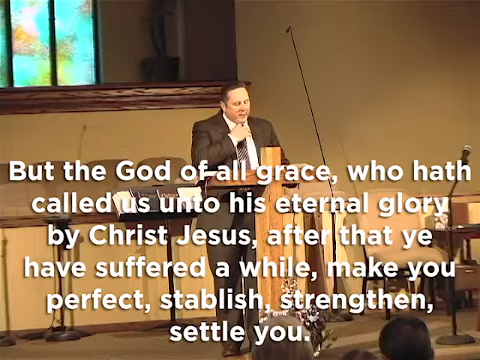 But the God of all grace, who hath
called us unto his eternal glory
by Christ Jesus, after that ye
have suffered a while, make you
perfect, stablish, strengthen,
settle you.